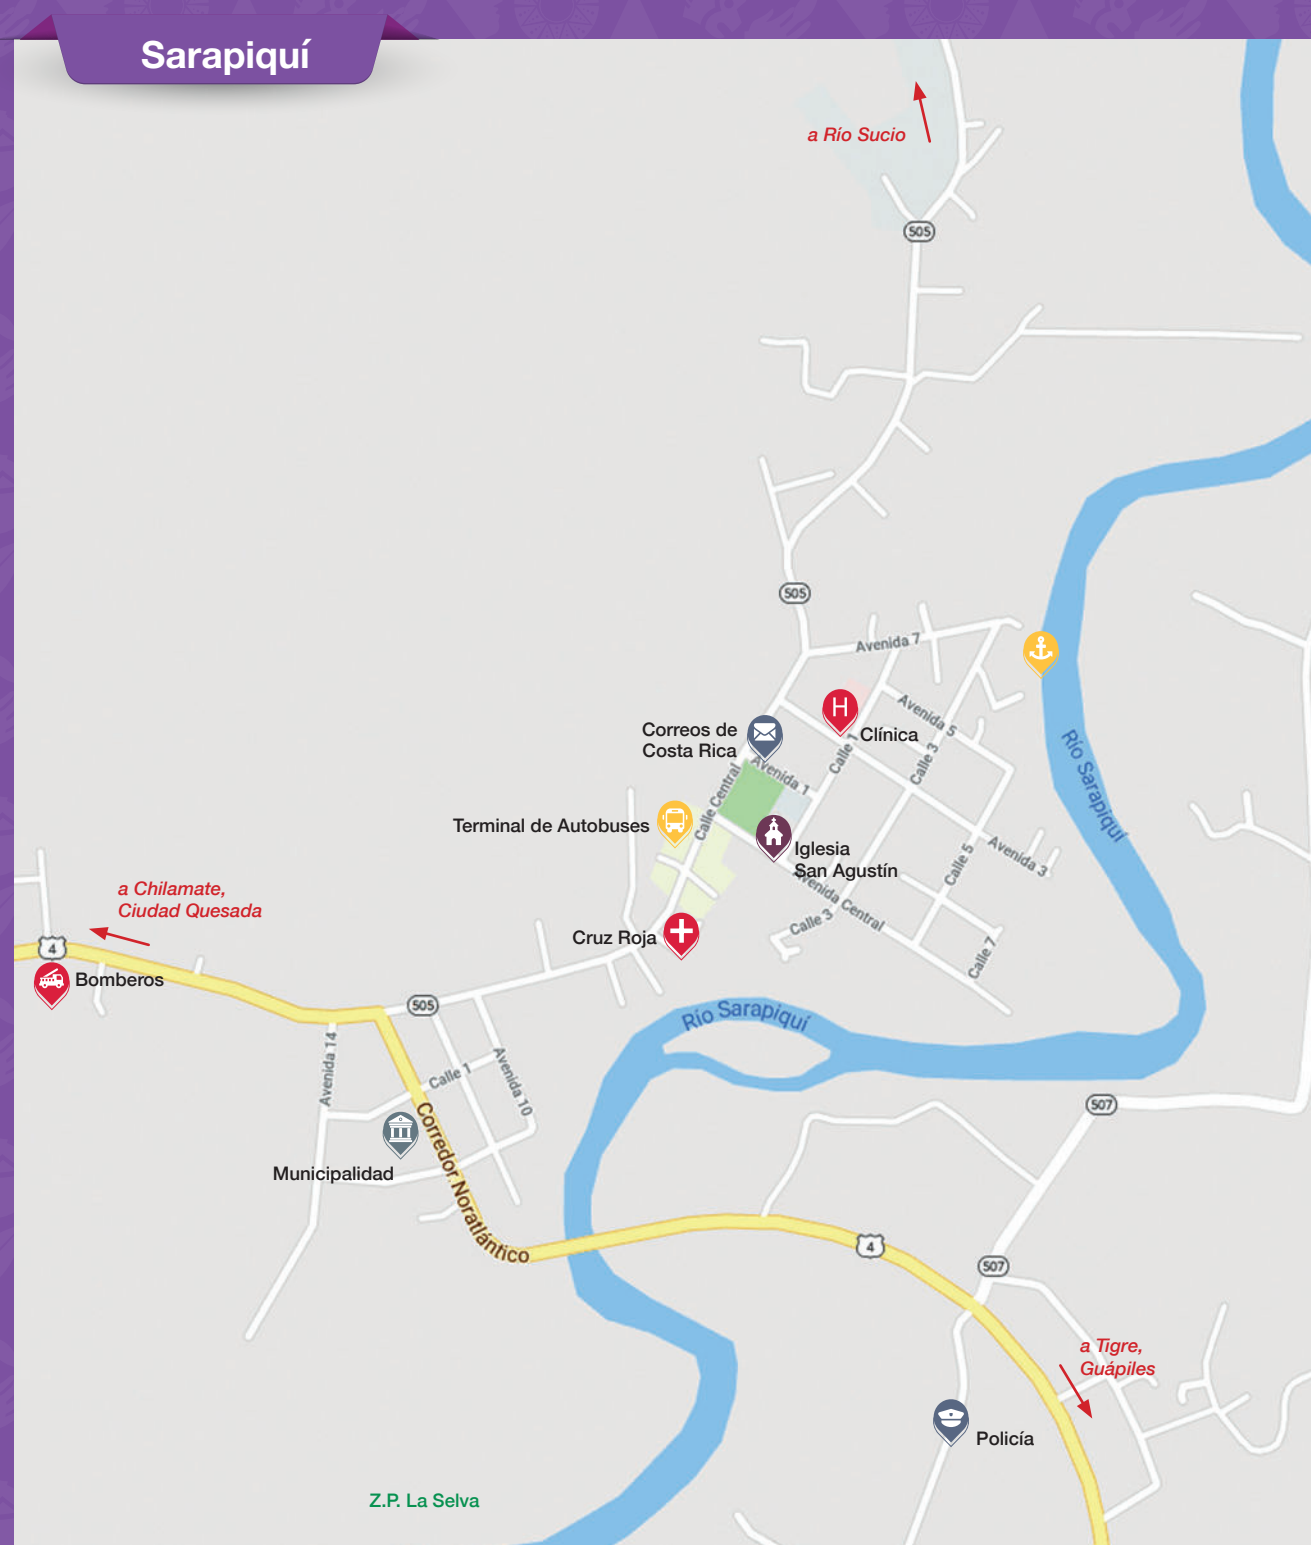 Sarapiquí
a Río Sucio
505
505
Avenida 7
Avenida 5
Correos de
Costa Rica
H
Clínica
Calle 1
Calle 3
Avenida 1
Calle Central
Río Sarapiquí
Terminal de Autobuses
Iglesia
San Agustín
Avenida 3
Calle 5
Avenida Central
Calle 3
Calle 7
a Chilamate,
Ciudad Quesada
Cruz Roja
4
Bomberos
505
Río Sarapiquí
Avenida 14
Calle 1
Avenida 10
507
Corredor Noratlántico
Municipalidad
4
507
a Tigre,
Guápiles
Policía
Z.P. La Selva